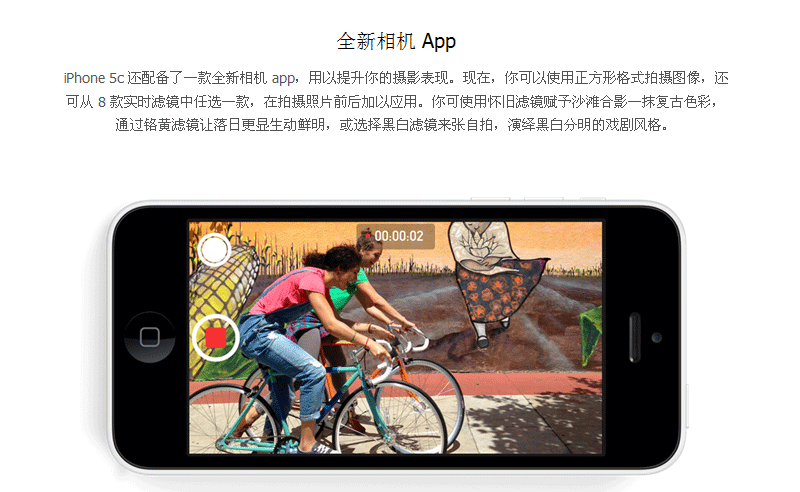 全新相机 App
iPhone 5c 还配备了一款全新相机 app，用以提升你的摄影表现。现在，你可以使用正方形格式拍摄图像，还
可从 8 款实时滤镜中任选一款，在拍摄照片前后加以应用。你可使用怀旧滤镜赋予沙滩合影一抹复古色彩，
通过铬黄滤镜让落日更显生动鲜明，或选择黑白滤镜来张自拍，演绎黑白分明的戏剧风格。
00:00:02